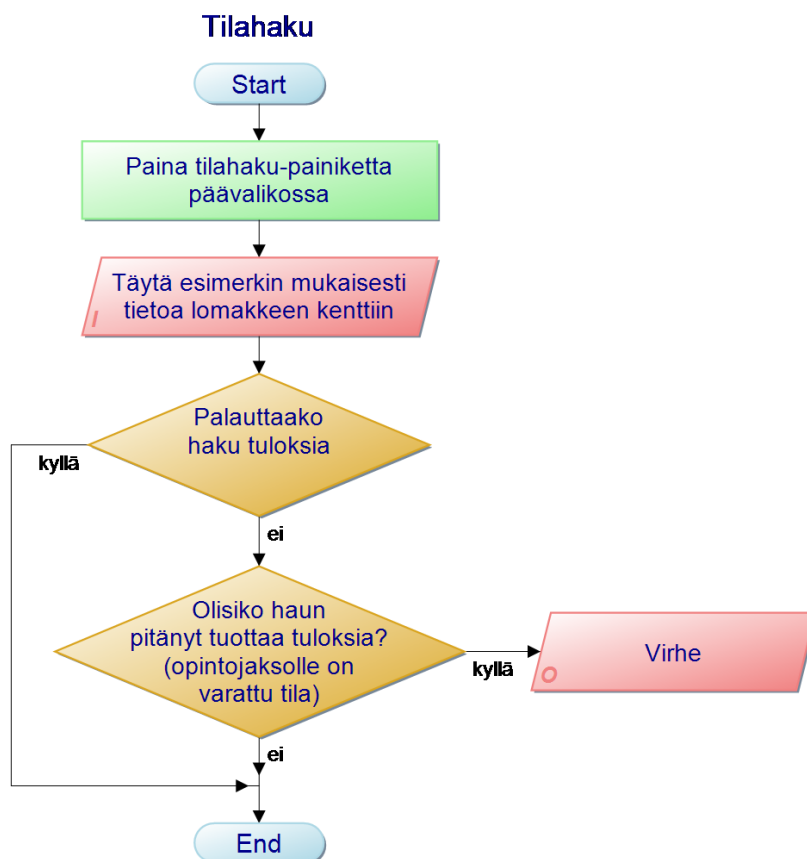 Tilahaku
Start
Paina tilahaku-painiketta
päävalikossa
Täytä esimerkin mukaisesti
tietoa lomakkeen kenttiin
I
Palauttaako
haku tuloksia
kyllä
ei
Olisiko haun
pitänyt tuottaa tuloksia?
(opintojaksolle on
varattu tila)
kyllä
Virhe
O
ei
End